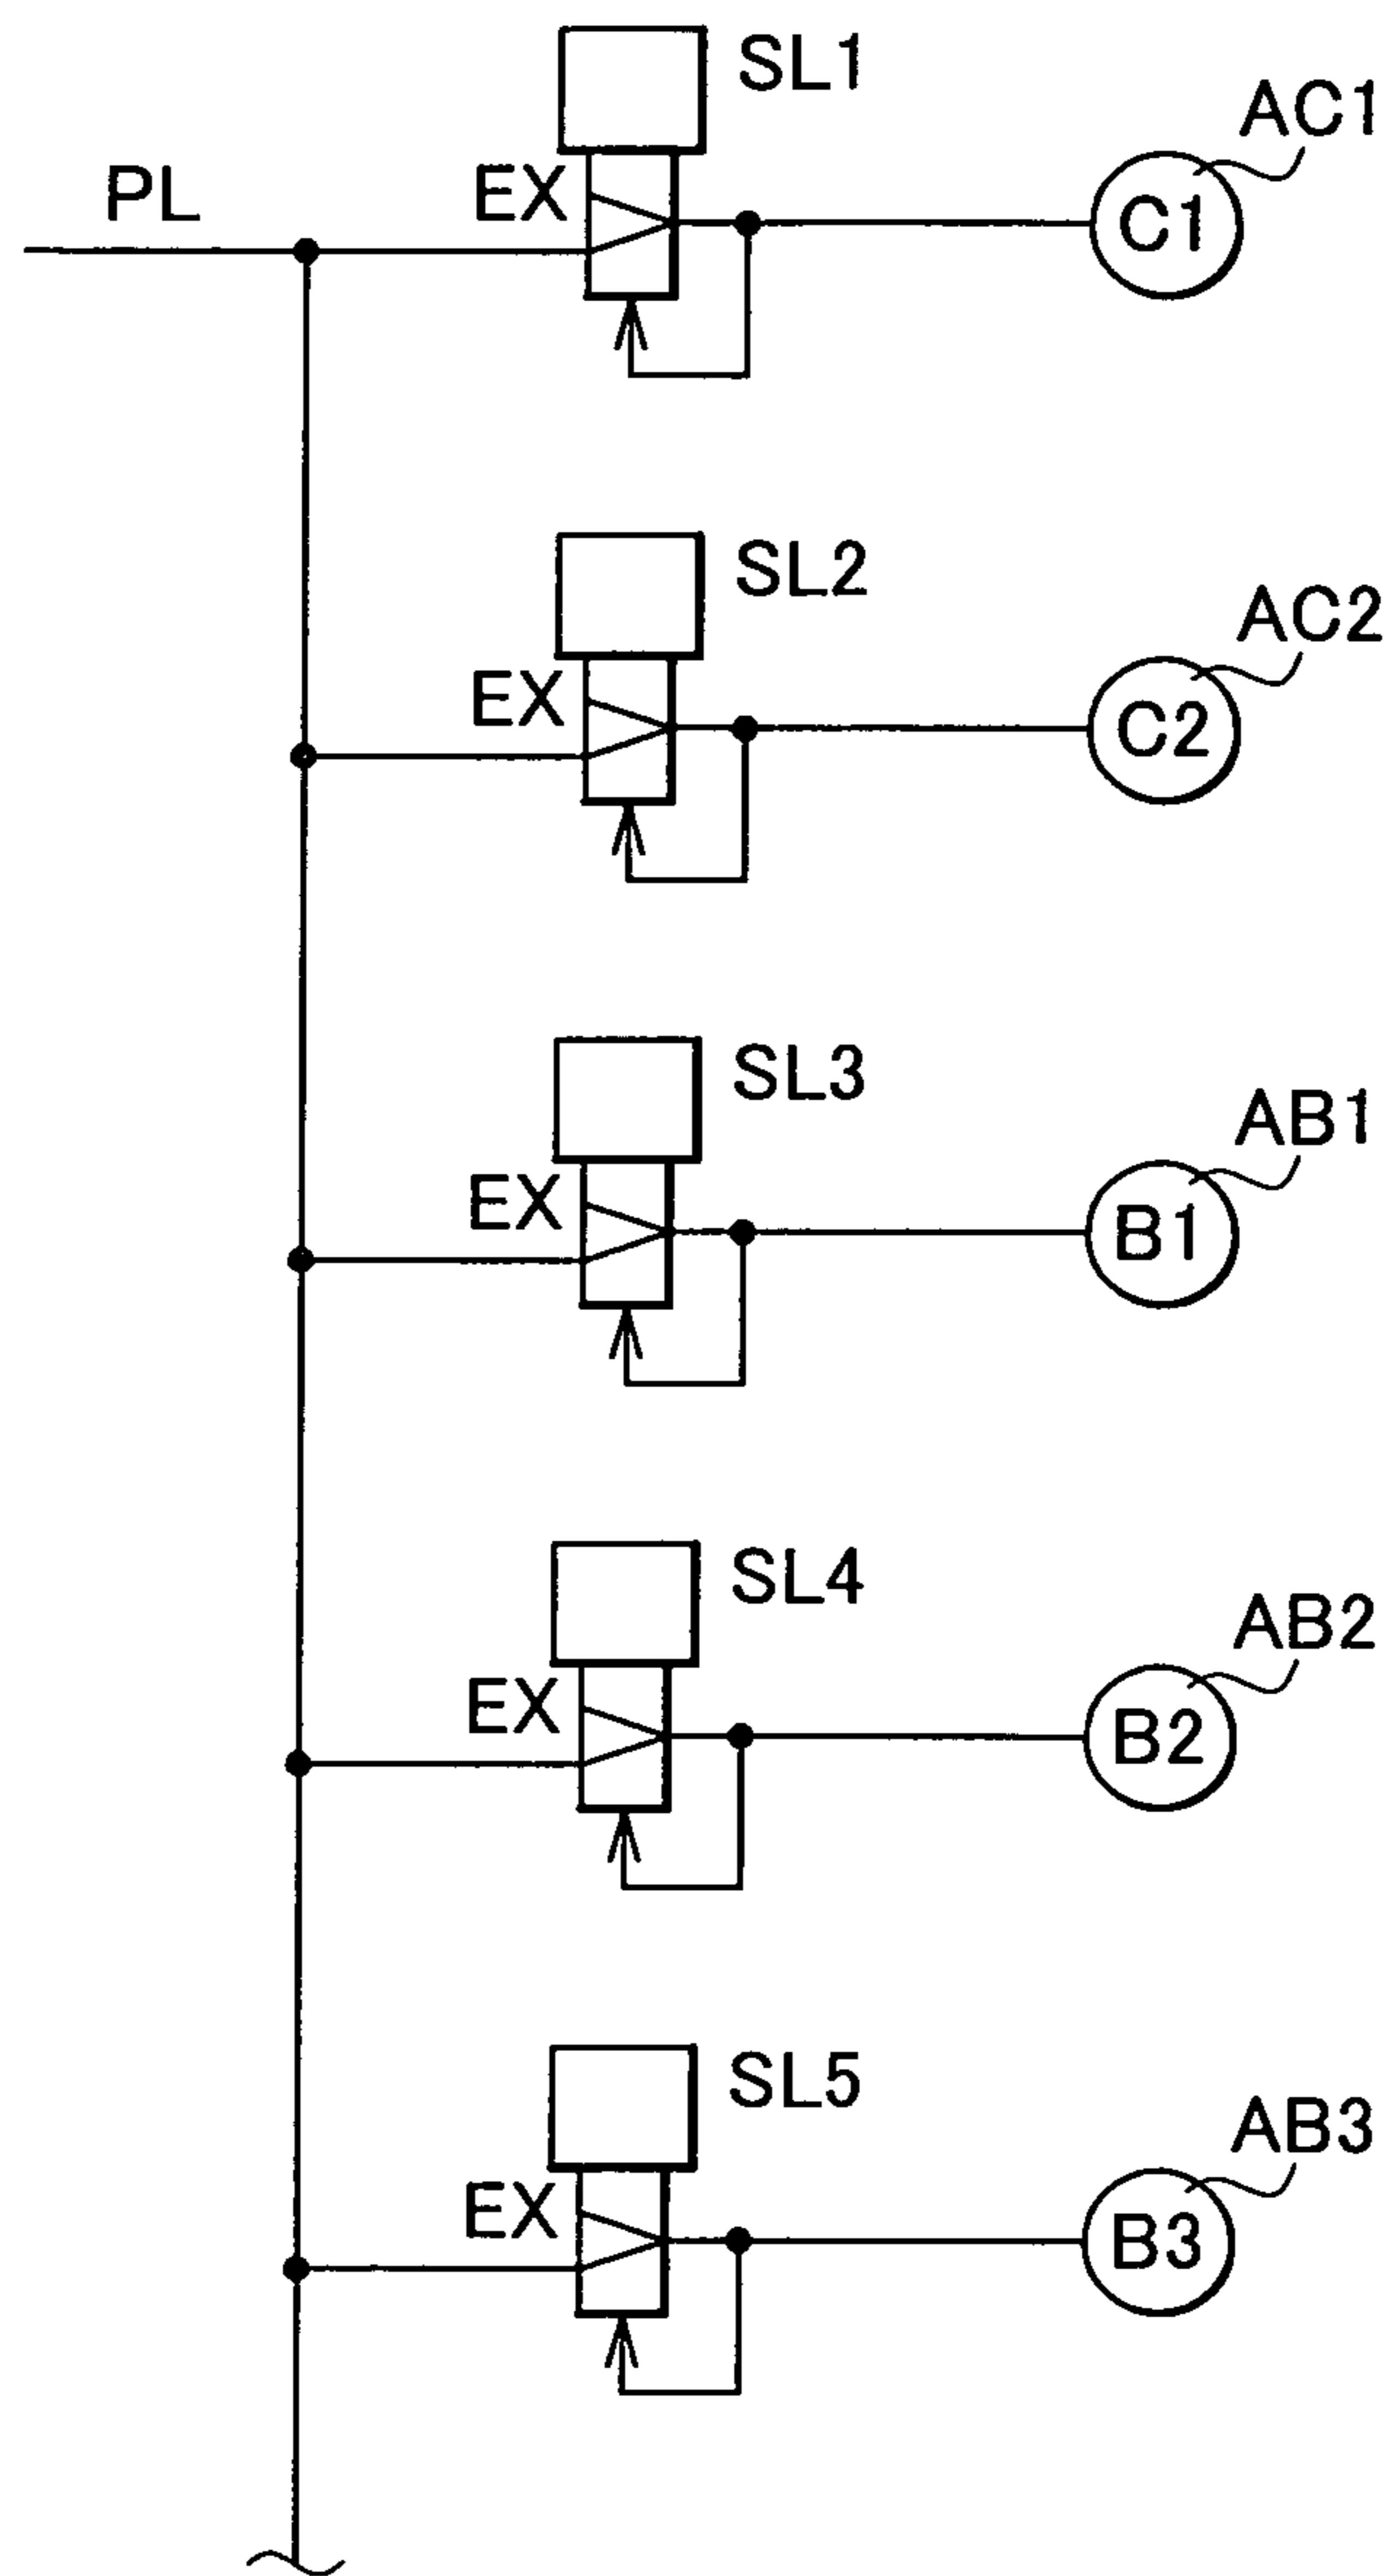 SL1
AC1
PL
EX
C1
SL2
AC2
EX
C2
SL3
AB1
EX
B1
SL4
AB2
EX
B2
SL5
AB3
EX
B3